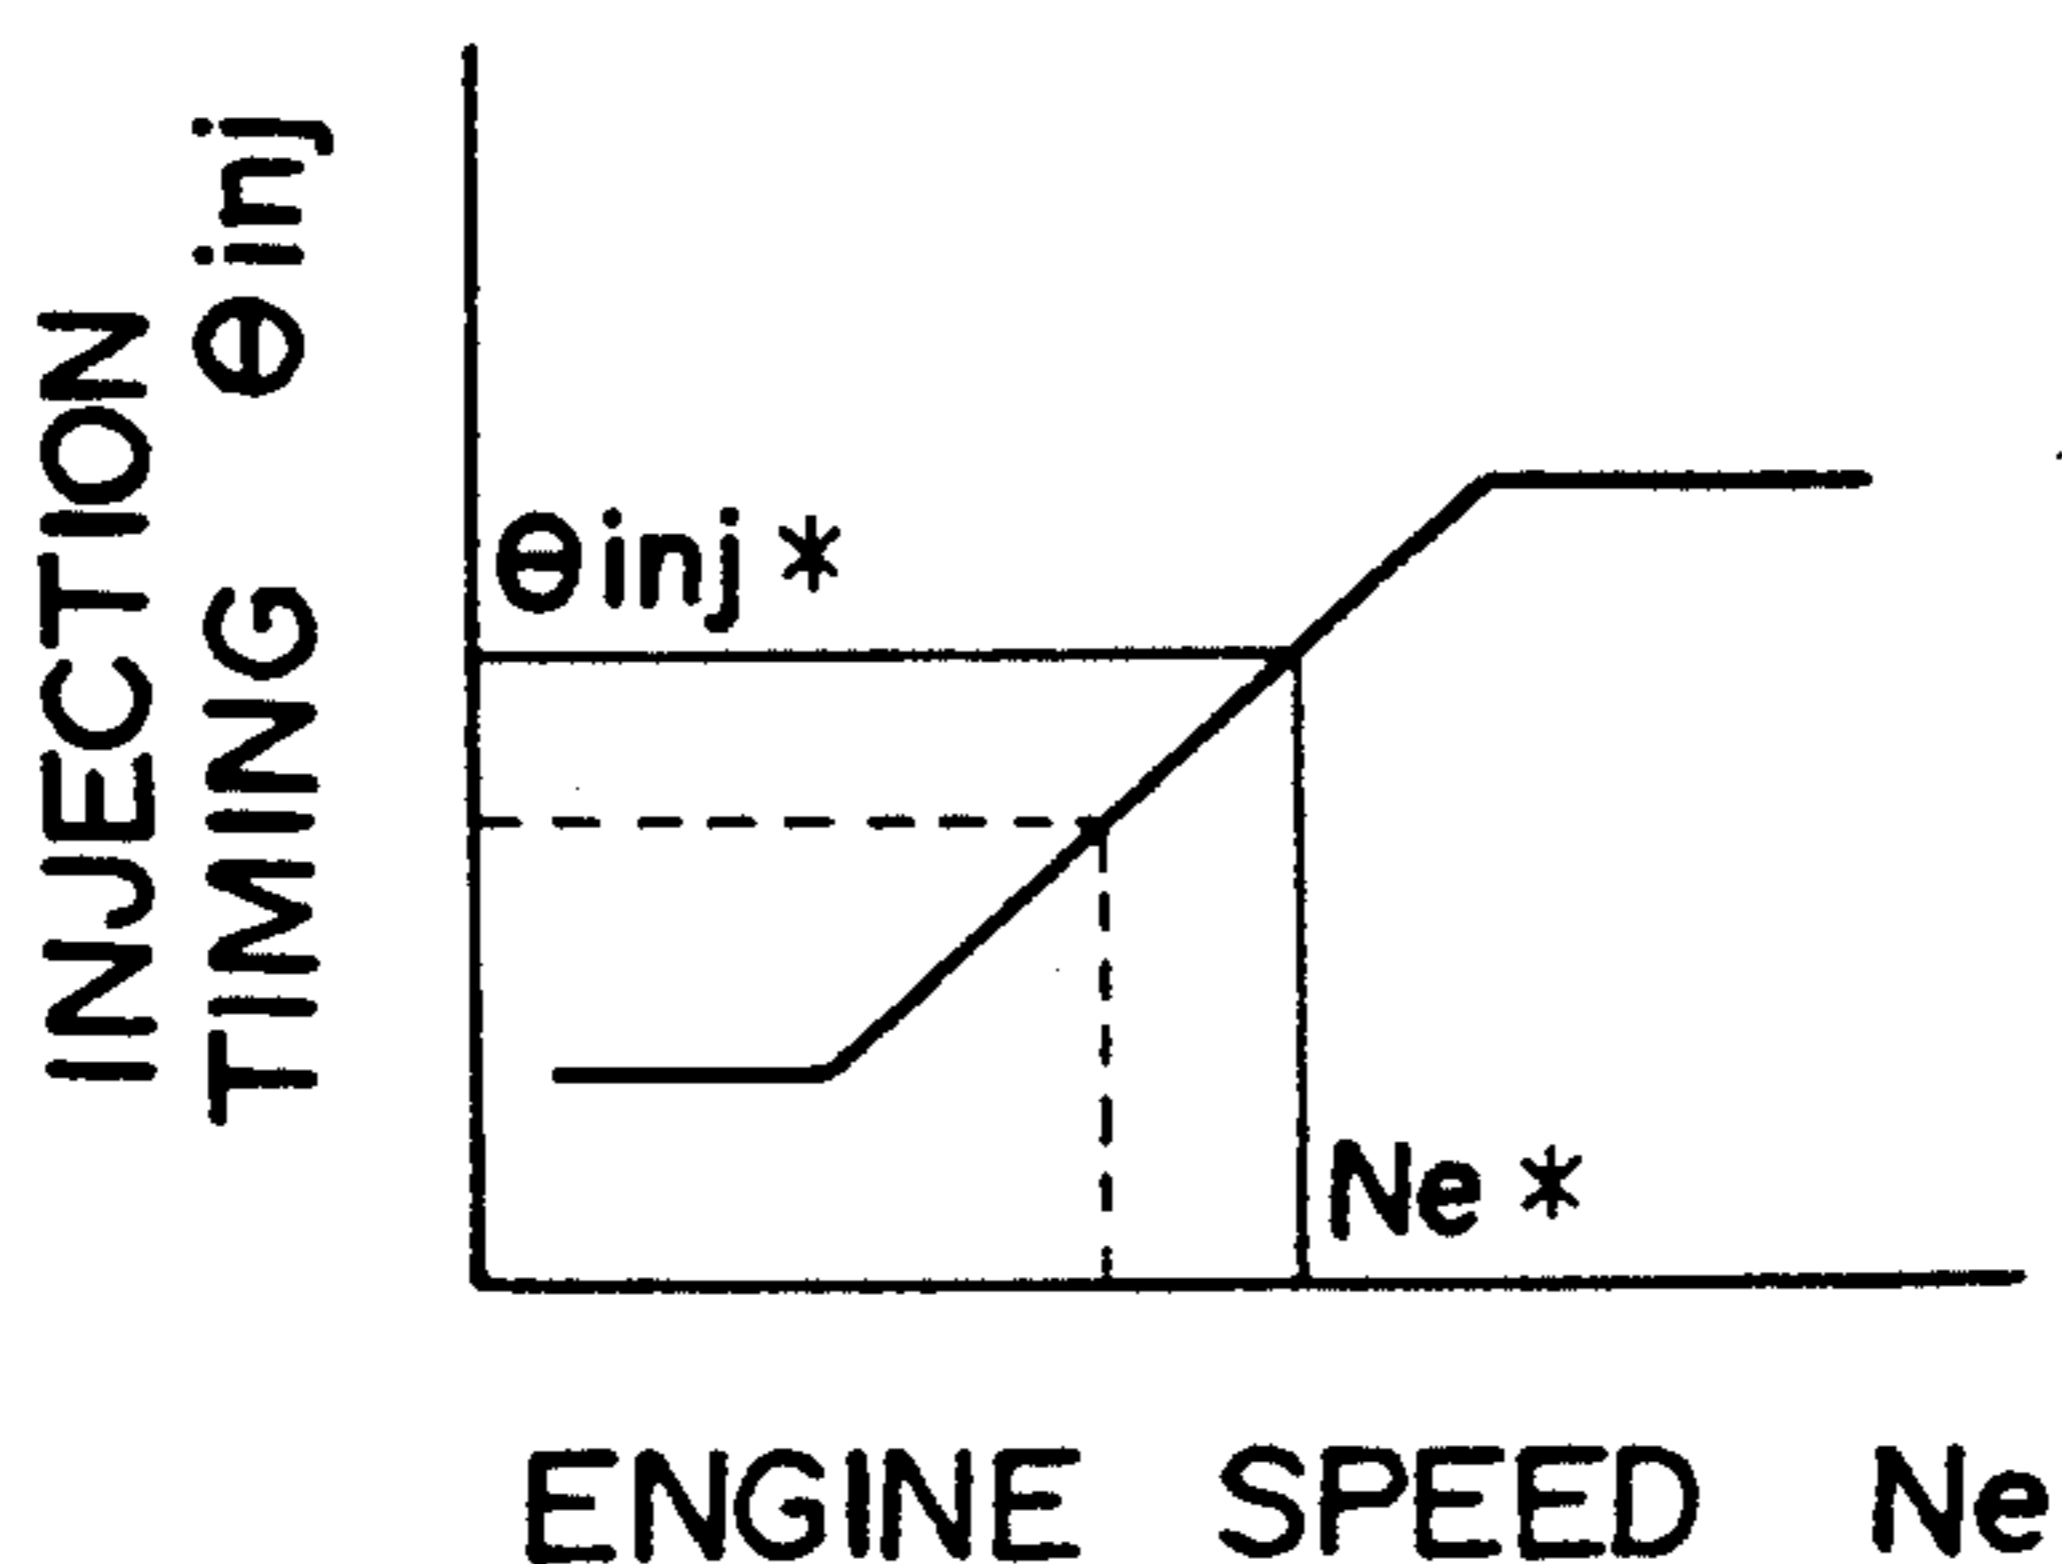 INJECTION
TIMING Θinj
Θinj *
Ne *
ENGINE SPEED Ne